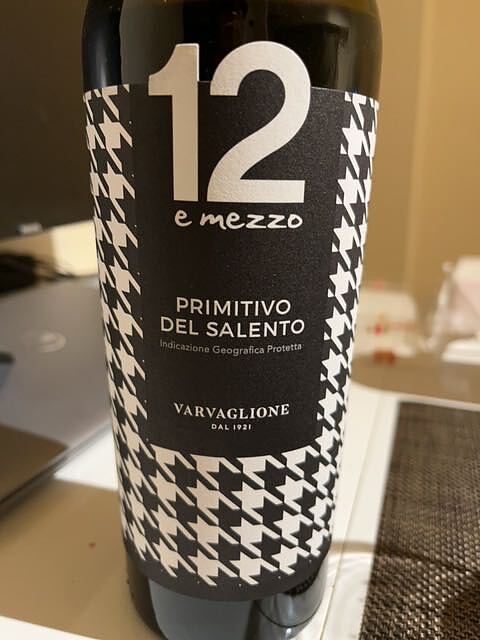 12
e mezzo
PRIMITIVO
DEL SALENTO
Indicazione Geografica Protetta
VARVAGLIONE
DAL 1921